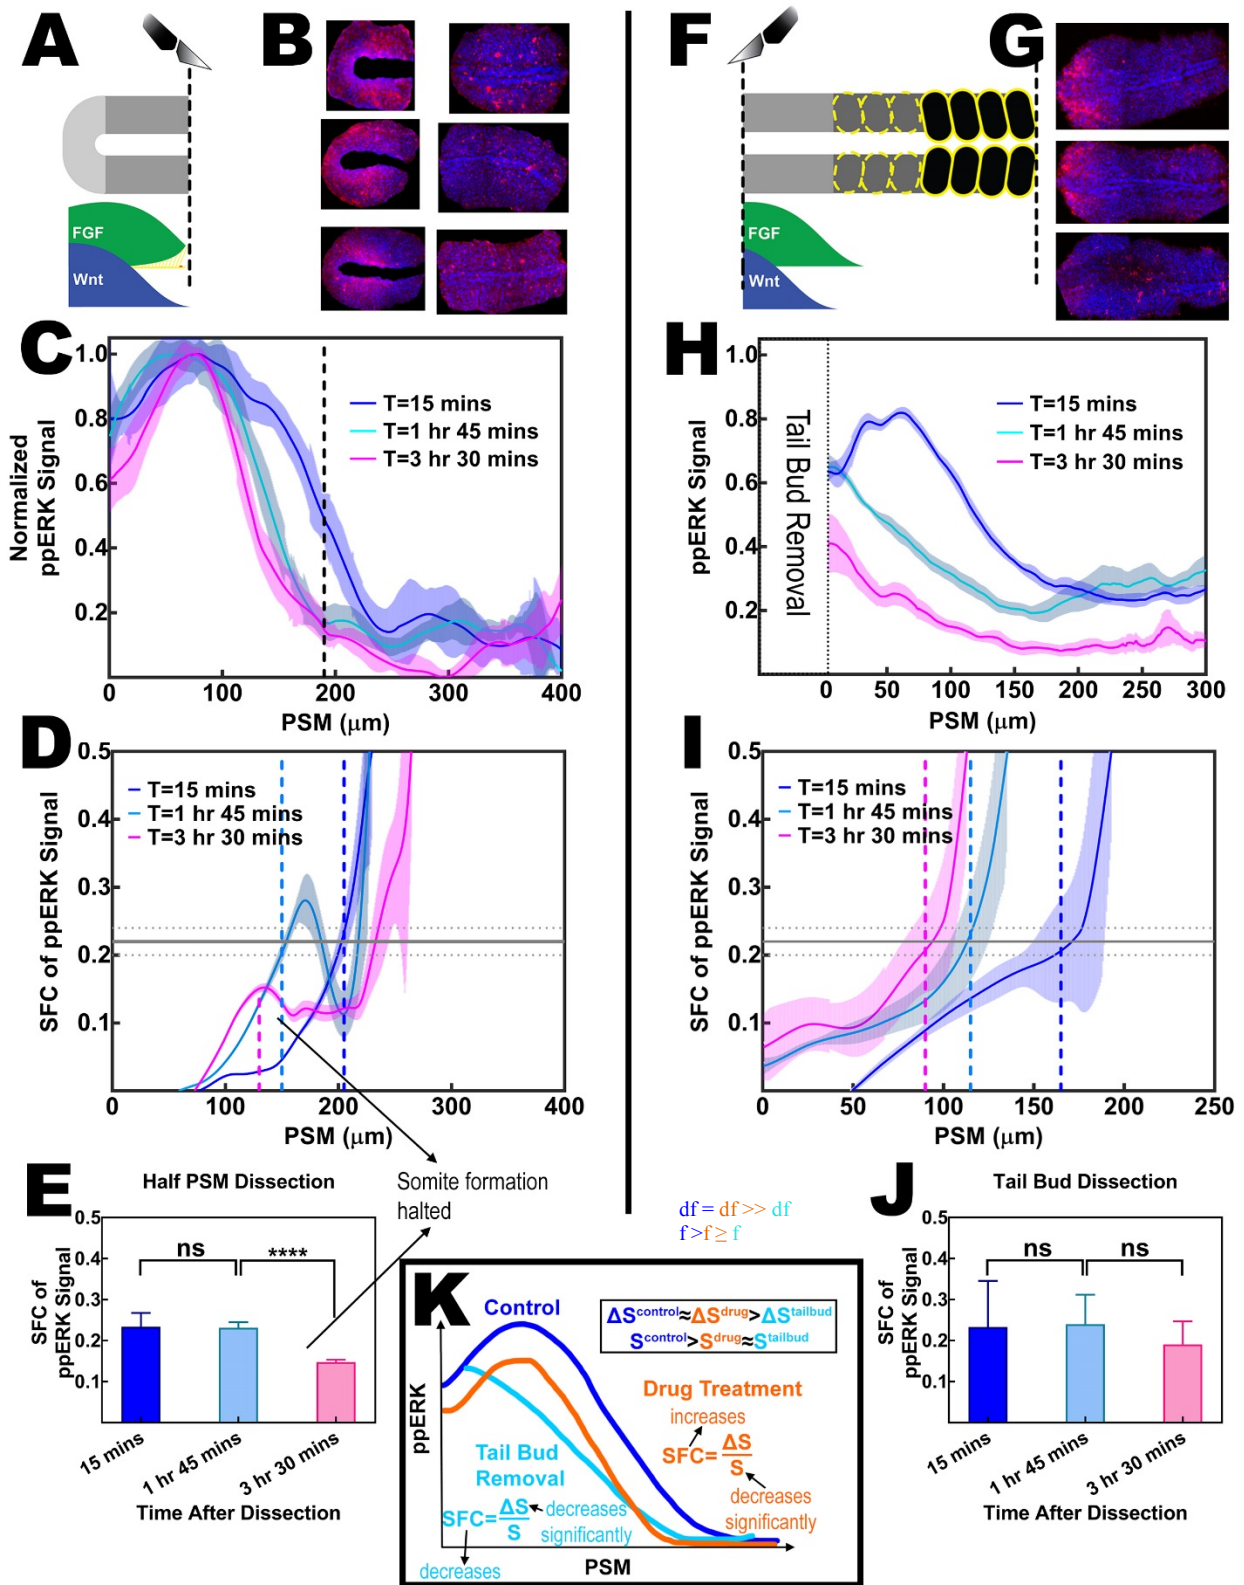 A
B
FGF
Wnt
F
G
FGF
Wnt
C
Normalized
ppERK Signal
1.0
0.8
0.6
0.4
0.2
T=15 mins
T=1 hr 45 mins
T=3 hr 30 mins
0
100
200
300
400
PSM (μm)
H
ppERK Signal
1.0
0.8
0.6
0.4
0.2
Tail Bud Removal
T=15 mins
T=1 hr 45 mins
T=3 hr 30 mins
0
50
100
150
200
250
300
PSM (μm)
D
SFC of ppERK Signal
0.5
0.4
0.3
0.2
0.1
T=15 mins
T=1 hr 45 mins
T=3 hr 30 mins
0
100
200
300
400
PSM (μm)
I
SFC of ppERK Signal
0.5
0.4
0.3
0.2
0.1
T=15 mins
T=1 hr 45 mins
T=3 hr 30 mins
0
50
100
150
200
250
PSM (μm)
Somite formation
halted
E
Half PSM Dissection
SFC of
ppERK Signal
0.5
0.4
0.3
0.2
0.1
ns
****
15 mins
1 hr 45 mins
3 hr 30 mins
Time After Dissection
df = df >> df
f >f ≥ f
J
Tail Bud Dissection
SFC of
ppERK Signal
0.5
0.4
0.3
0.2
0.1
ns
ns
15 mins
1 hr 45 mins
3 hr 30 mins
Time After Dissection
K
Control
ΔS^control≈ΔS^drug>ΔS^tailbud
S^control>S^drug≈S^tailbud
ppERK
Drug Treatment
increases
SFC=ΔS/S
decreases
significantly
Tail Bud
Removal
SFC=ΔS/S
decreases
significantly
decreases
PSM